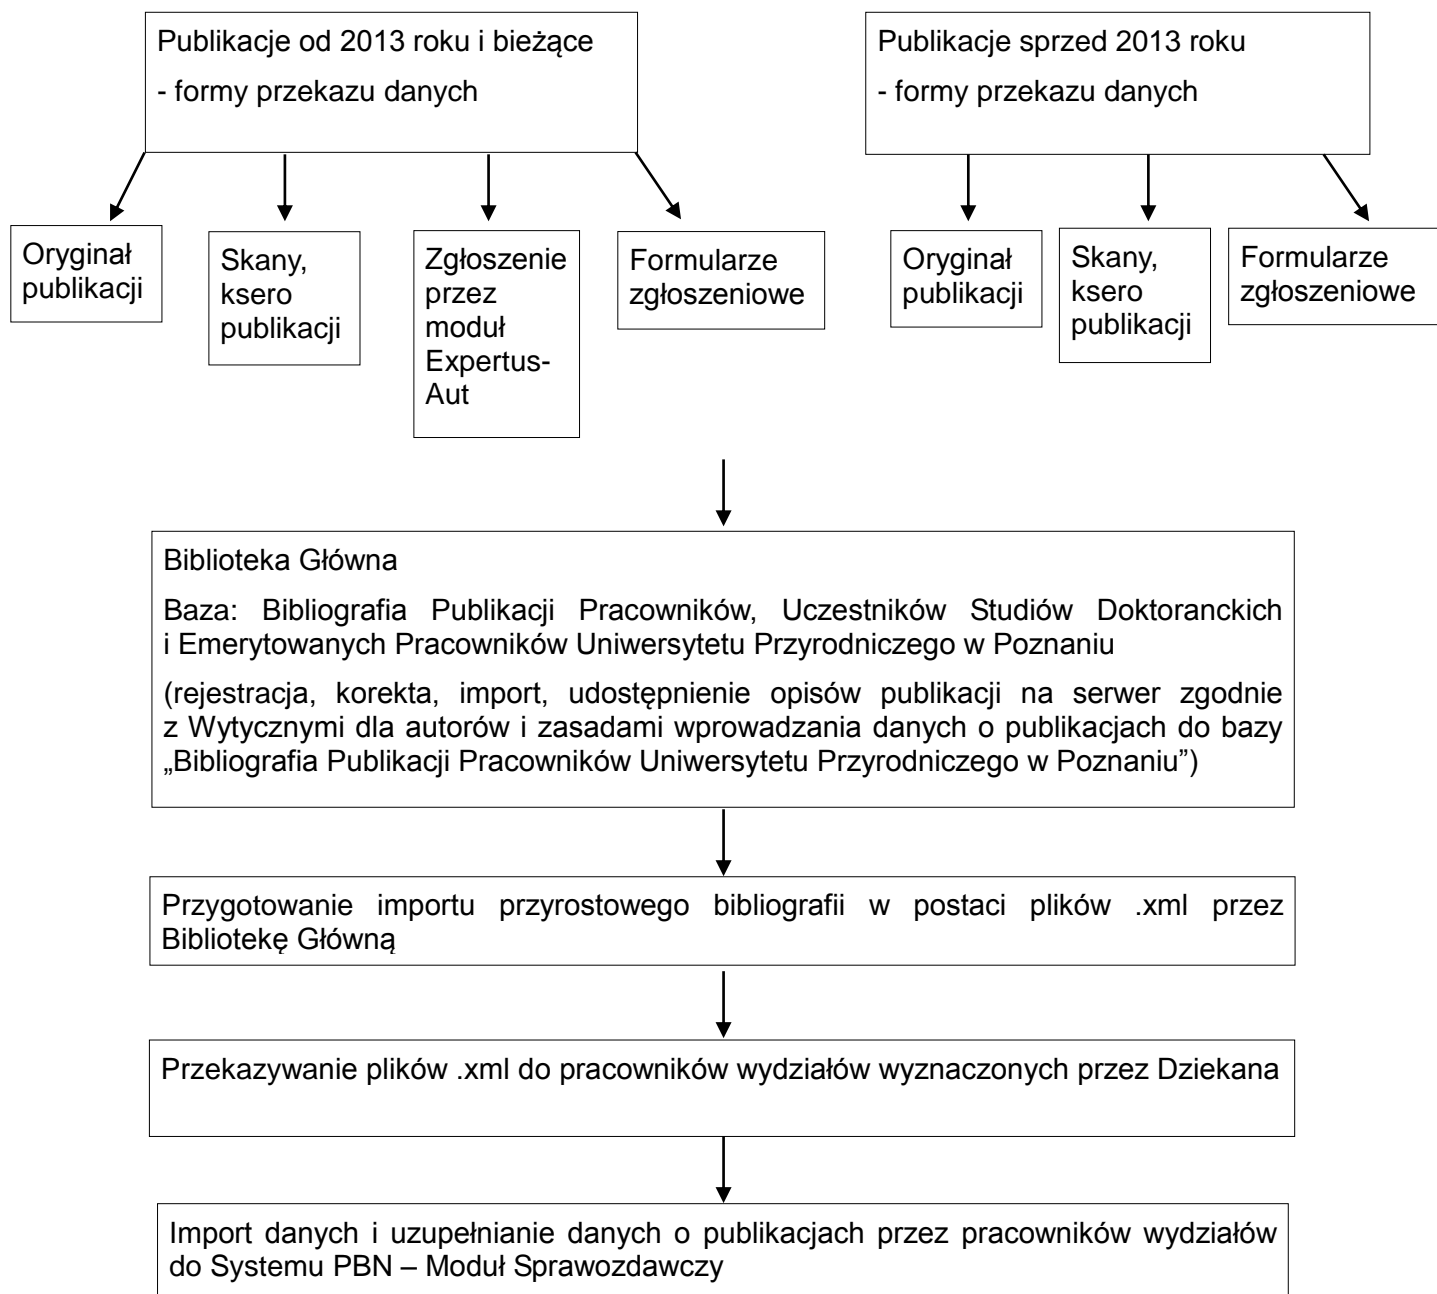 Publikacje od 2013 roku i bieżące
- formy przekazu danych
Publikacje sprzed 2013 roku
- formy przekazu danych
Oryginał
publikacji
Skany,
ksero
publikacji
Zgłoszenie
przez
moduł
Expertus-
Aut
Formularze
zgłoszeniowe
Oryginał
publikacji
Skany,
ksero
publikacji
Formularze
zgłoszeniowe
Biblioteka Główna
Baza: Bibliografia Publikacji Pracowników, Uczestników Studiów Doktoranckich
i Emerytowanych Pracowników Uniwersytetu Przyrodniczego w Poznaniu
(rejestracja, korekta, import, udostępnienie opisów publikacji na serwer zgodnie
z Wytycznymi dla autorów i zasadami wprowadzania danych o publikacjach do bazy
„Bibliografia Publikacji Pracowników Uniwersytetu Przyrodniczego w Poznaniu”)
Przygotowanie importu przyrostowego bibliografii w postaci plików .xml przez
Bibliotekę Główną
Przekazywanie plików .xml do pracowników wydziałów wyznaczonych przez Dziekana
Import danych i uzupełnianie danych o publikacjach przez pracowników wydziałów
do Systemu PBN – Moduł Sprawozdawczy